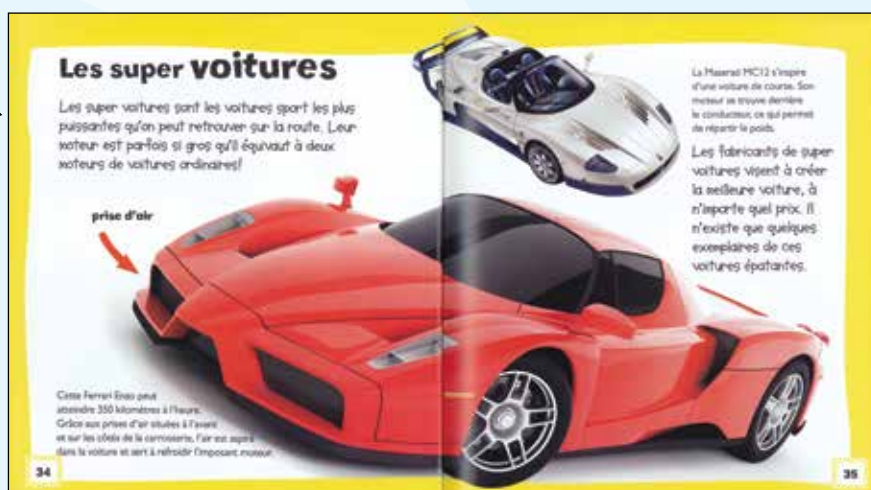 Les super voitures
Les super voitures sont les voitures sport les plus
puissantes qu'on peut retrouver sur la route. Leur
moteur est parfois si gros qu'il équivaut à deux
moteurs de voitures ordinaires!
prise d'air
Cette Ferrari Enzo peut
atteindre 350 kilomètres à l'heure.
Grâce aux prises d'air situées à l'avant
et sur les côtés de la carrosserie, l'air est aspiré
dans la voiture et sert à refroidir l'imposant moteur.
34
La Maserati MC12 s'inspire
d'une voiture de course. Son
moteur se trouve derrière
le conducteur, ce qui permet
de répartir le poids.
Les fabricants de super
voitures visent à créer
la meilleure voiture, à
n'importe quel prix. Il
n'existe que quelques
exemplaires de ces
voitures épatantes.
35